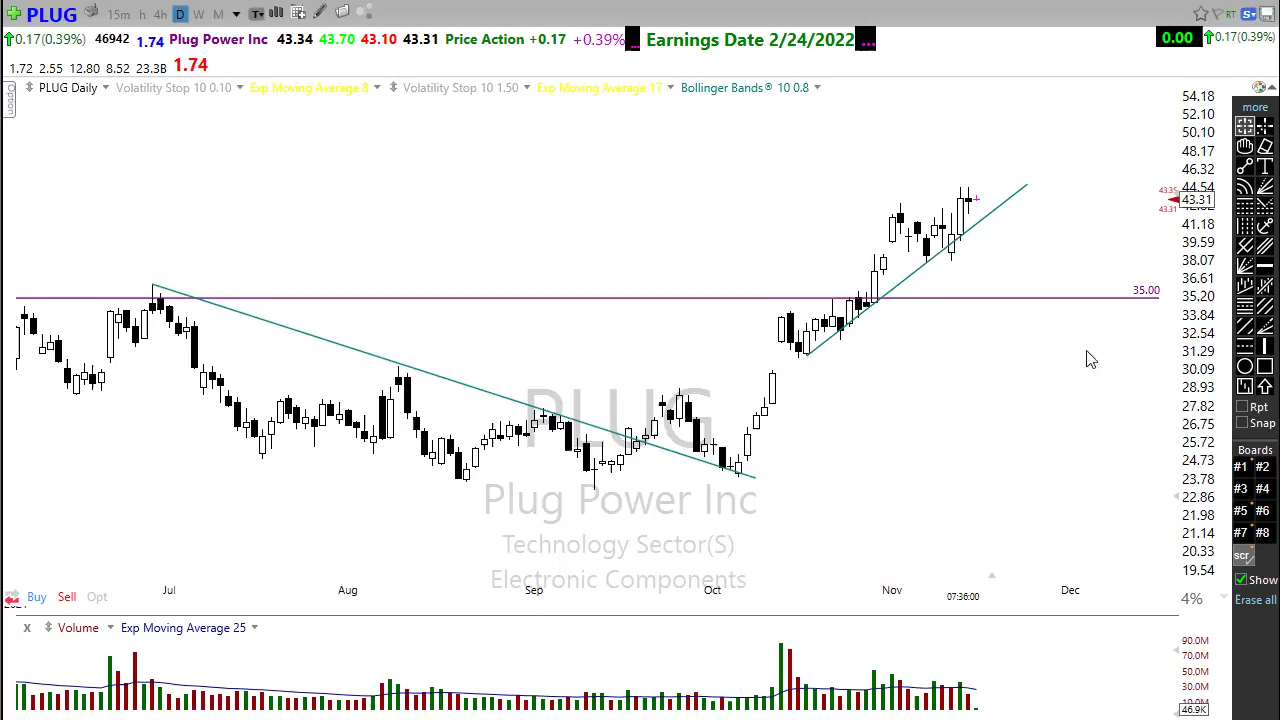 PLUG 15m h 4h D W M T RT S
0.17(0.39%) 46942 1.74 Plug Power Inc 43.34 43.70 43.10 43.31 Price Action +0.17 +0.39% ... Earnings Date 2/24/2022 ... 0.00 0.17(0.39%)
1.72 2.55 12.80 8.52 23.3B 1.74
Option
PLUG Daily Volatility Stop 10 0.10 Exp Moving Average 8 Volatility Stop 10 1.50 Exp Moving Average 17 Bollinger Bands® 10 0.8
54.18
52.10
50.10
48.17
46.32
44.54
43.35
43.31
43.31
41.18
39.59
38.07
36.61
35.00
35.20
33.84
32.54
31.29
30.09
28.93
27.82
26.75
25.72
24.73
23.78
22.86
21.98
21.14
20.33
19.54
PLUG
Plug Power Inc
Technology Sector(S)
Electronic Components
more
T
Rpt
Snap
Boards
#1 #2
#3 #4
#5 #6
#7 #8
scr
Show
Erase all
Jul Aug Sep Oct Nov Dec
07:36:00
Buy Sell Opt
4%
X Volume Exp Moving Average 25
90.0M
70.0M
50.0M
30.0M
46.9K